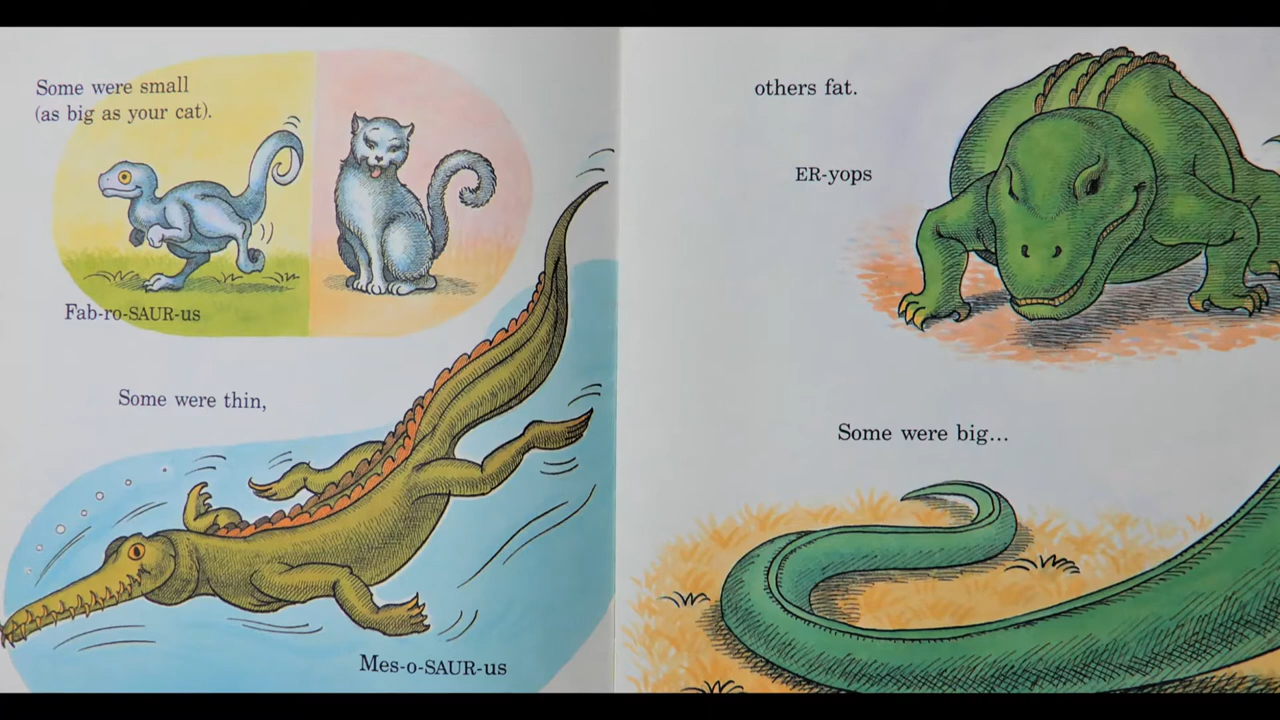 Some were small
(as big as your cat).
Fab-ro-SAUR-us
Some were thin,
Mes-o-SAUR-us
others fat.
ER-yops
Some were big...